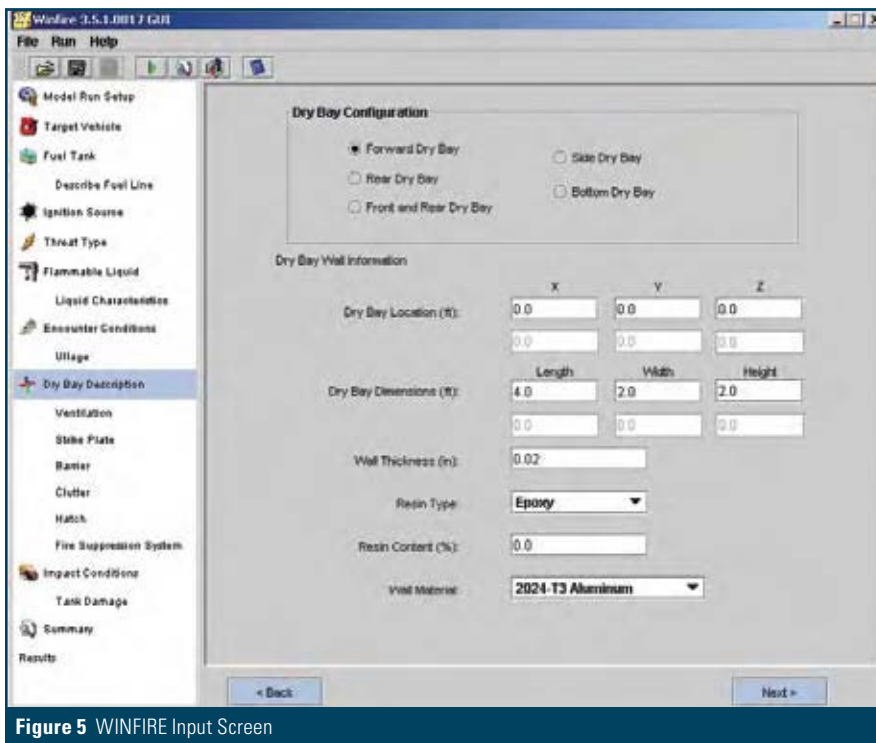 Winfire 3.5.1.0017 GUI
File Run Help
Model Run Setup
Target Vehicle
Fuel Tank
Describe Fuel Line
Ignition Source
Threat Type
Flammable Liquid
Liquid Characteristics
Encounter Conditions
Ullage
Dry Bay Description
Ventilation
Strike Plate
Barrier
Clutter
Hatch
Fire Suppression System
Impact Conditions
Tank Damage
Summary
Results
Dry Bay Configuration
Forward Dry Bay
Side Dry Bay
Rear Dry Bay
Bottom Dry Bay
Front and Rear Dry Bay
Dry Bay Wall Information
X Y Z
Dry Bay Location (ft): 0.0 0.0 0.0
0.0 0.0 0.0
Length Width Height
Dry Bay Dimensions (ft): 4.0 2.0 2.0
0.0 0.0 0.0
Wall Thickness (in): 0.02
Resin Type: Epoxy
Resin Content (%): 0.0
Wall Material: 2024-T3 Aluminum
< Back
Next >
Figure 5 WINFIRE Input Screen